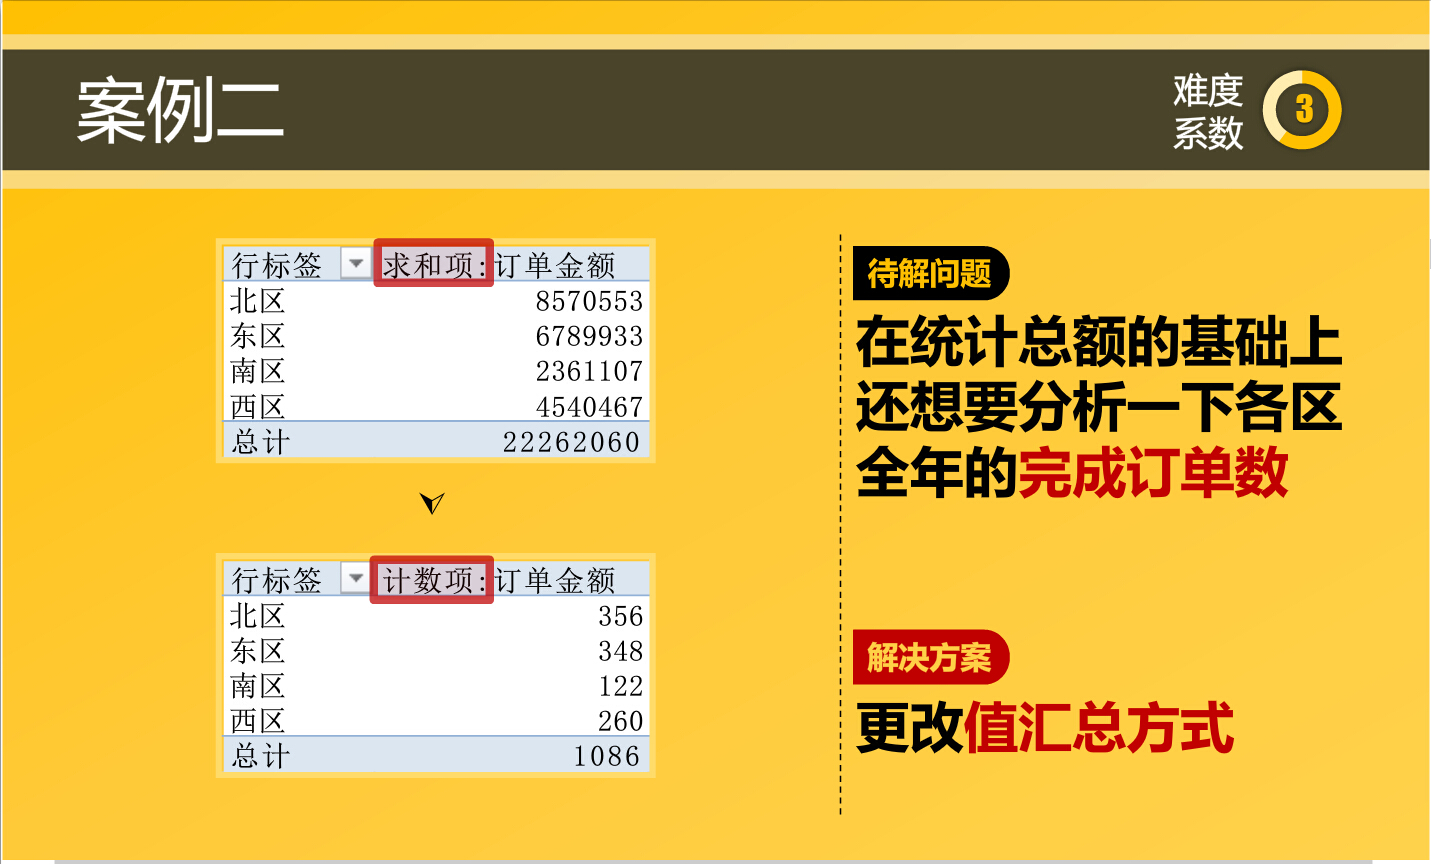 案例二
难度
系数
3
行标签 求和项:订单金额
北区 8570553
东区 6789933
南区 2361107
西区 4540467
总计 22262060
行标签 计数项:订单金额
北区 356
东区 348
南区 122
西区 260
总计 1086
待解问题
在统计总额的基础上
还想要分析一下各区
全年的完成订单数
解决方案
更改值汇总方式